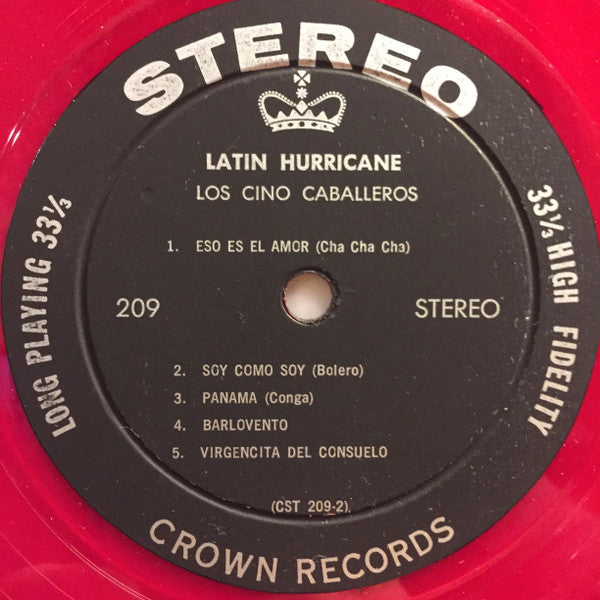 STEREO
LATIN HURRICANE
LOS CINO CABALLEROS
1. ESO ES EL AMOR (Cha Cha Cha)
LONG PLAYING 33⅓
209
STEREO
33⅓ HIGH FIDELITY
2. SOY COMO SOY (Bolero)
3. PANAMA (Conga)
4. BARLOVENTO
5. VIRGENCITA DEL CONSUELO
(CST 209-2)
CROWN RECORDS